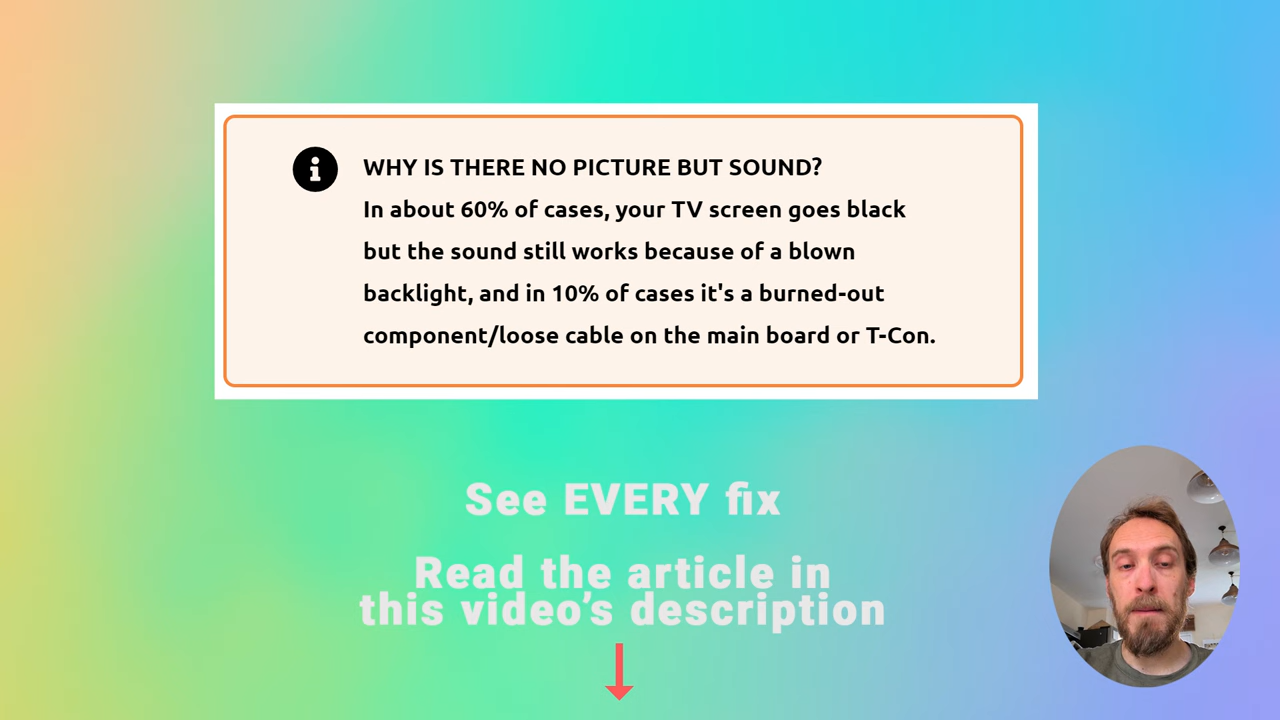 WHY IS THERE NO PICTURE BUT SOUND?
In about 60% of cases, your TV screen goes black
but the sound still works because of a blown
backlight, and in 10% of cases it's a burned-out
component/loose cable on the main board or T-Con.
See EVERY fix
Read the article in
this video’s description